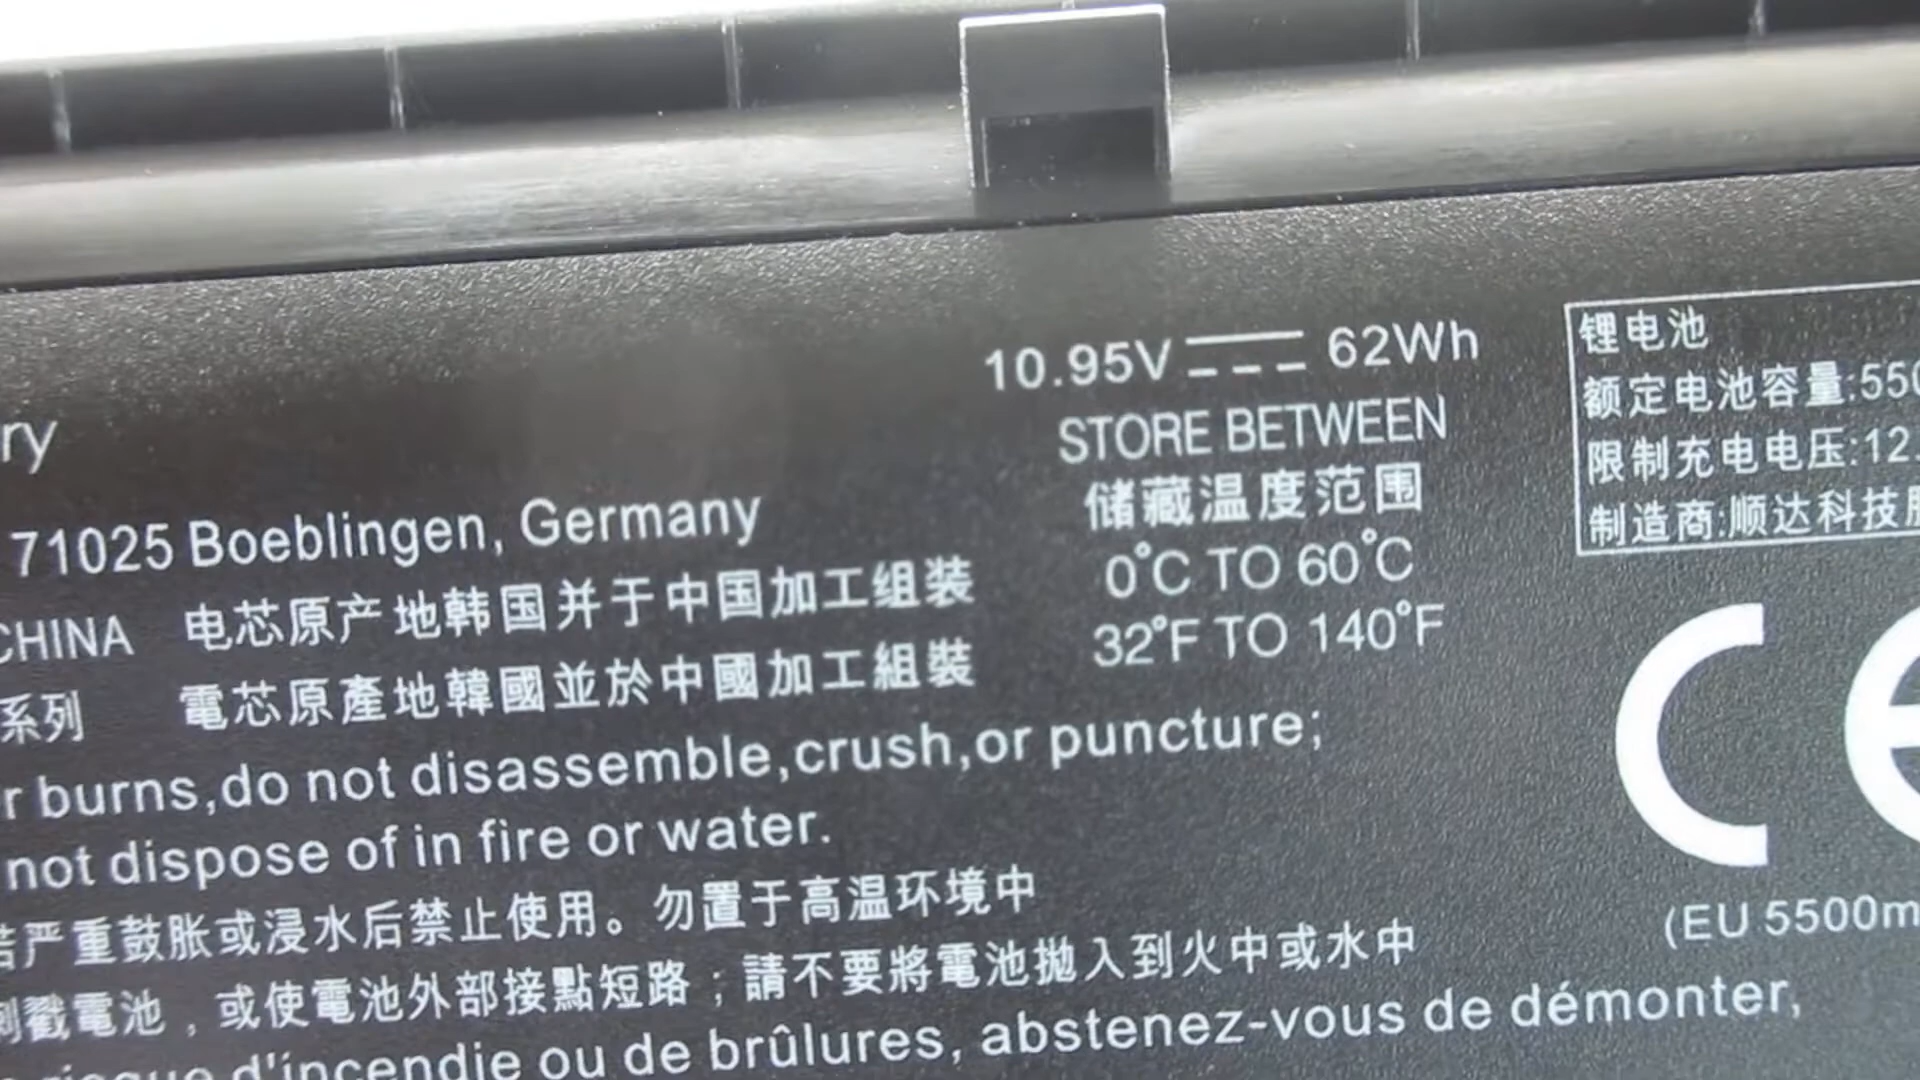 10.95V 62Wh
STORE BETWEEN
储藏温度范围
0°C TO 60°C
32°F TO 140°F
锂电池
额定电池容量:550
限制充电电压:12.
制造商:顺达科技
ry
71025 Boeblingen, Germany
CHINA 电芯原产地韩国并于中国加工组装
系列 電芯原產地韓國並於中國加工組裝
r burns,do not disassemble,crush,or puncture;
not dispose of in fire or water.
严重鼓胀或浸水后禁止使用。勿置于高温环境中
戳電池，或使電池外部接點短路；請不要將電池拋入到火中或水中
d'incendie ou de brûlures, abstenez-vous de démonter,
CE
(EU 5500m